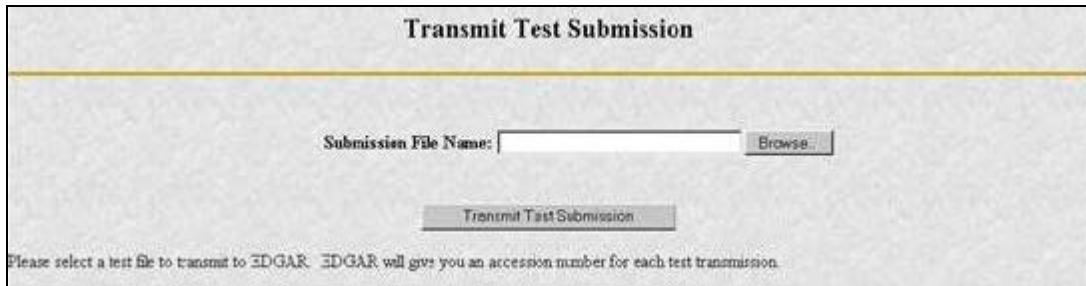 Transmit Test Submission
Submission File Name: Browse..
Transmit Test Submission
Please select a test file to transmit to EDGAR. EDGAR will give you an accession number for each test transmission.